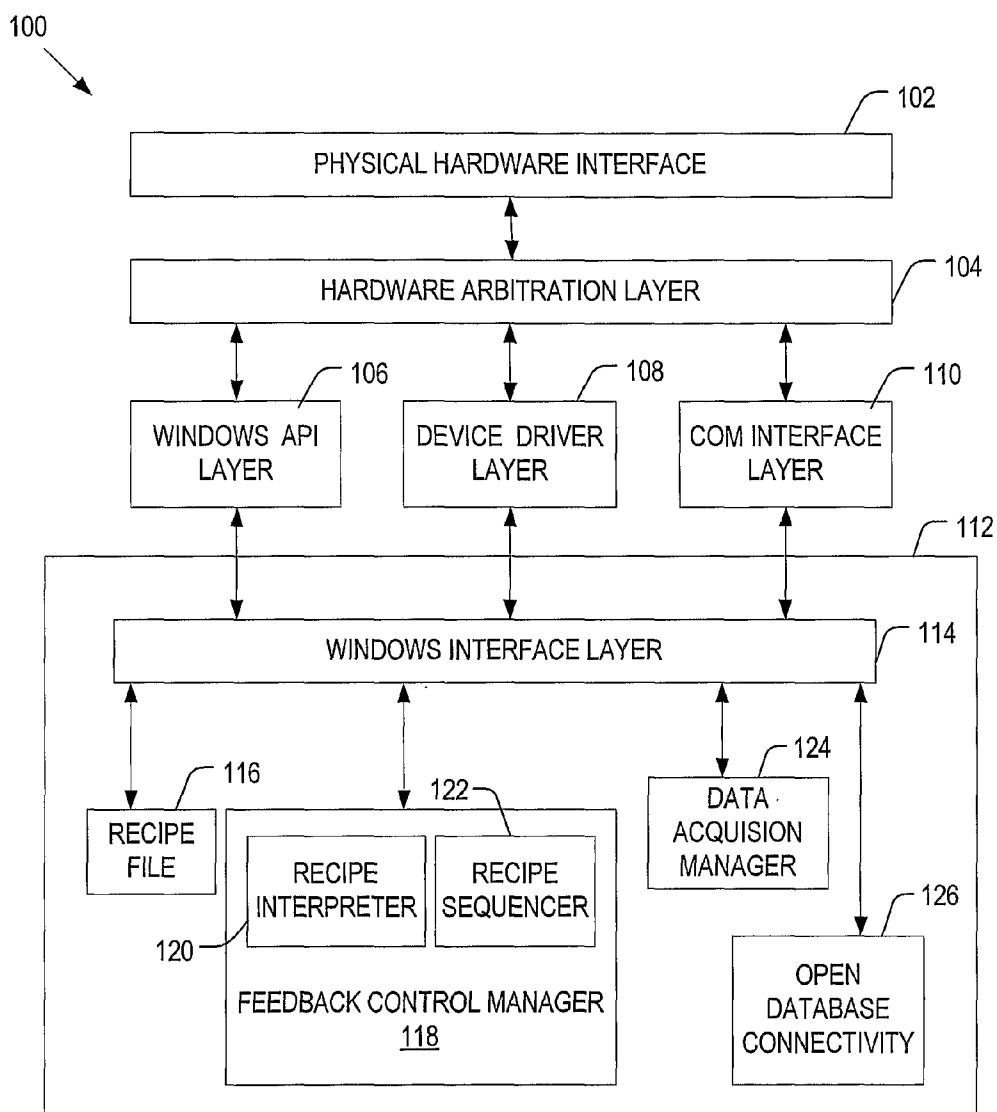 100
102
PHYSICAL HARDWARE INTERFACE
104
HARDWARE ARBITRATION LAYER
106
WINDOWS API
LAYER
108
DEVICE DRIVER
LAYER
110
COM INTERFACE
LAYER
112
114
WINDOWS INTERFACE LAYER
116
RECIPE
FILE
122
RECIPE
INTERPRETER
120
RECIPE
SEQUENCER
FEEDBACK CONTROL MANAGER
118
124
DATA
ACQUISION
MANAGER
126
OPEN
DATABASE
CONNECTIVITY